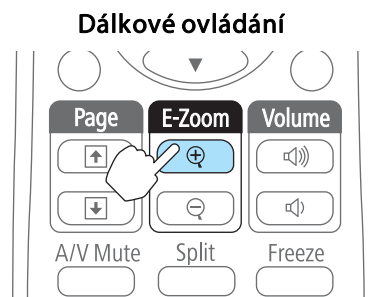 Dálkové ovládání
Page E-Zoom Volume
A/V Mute Split Freeze